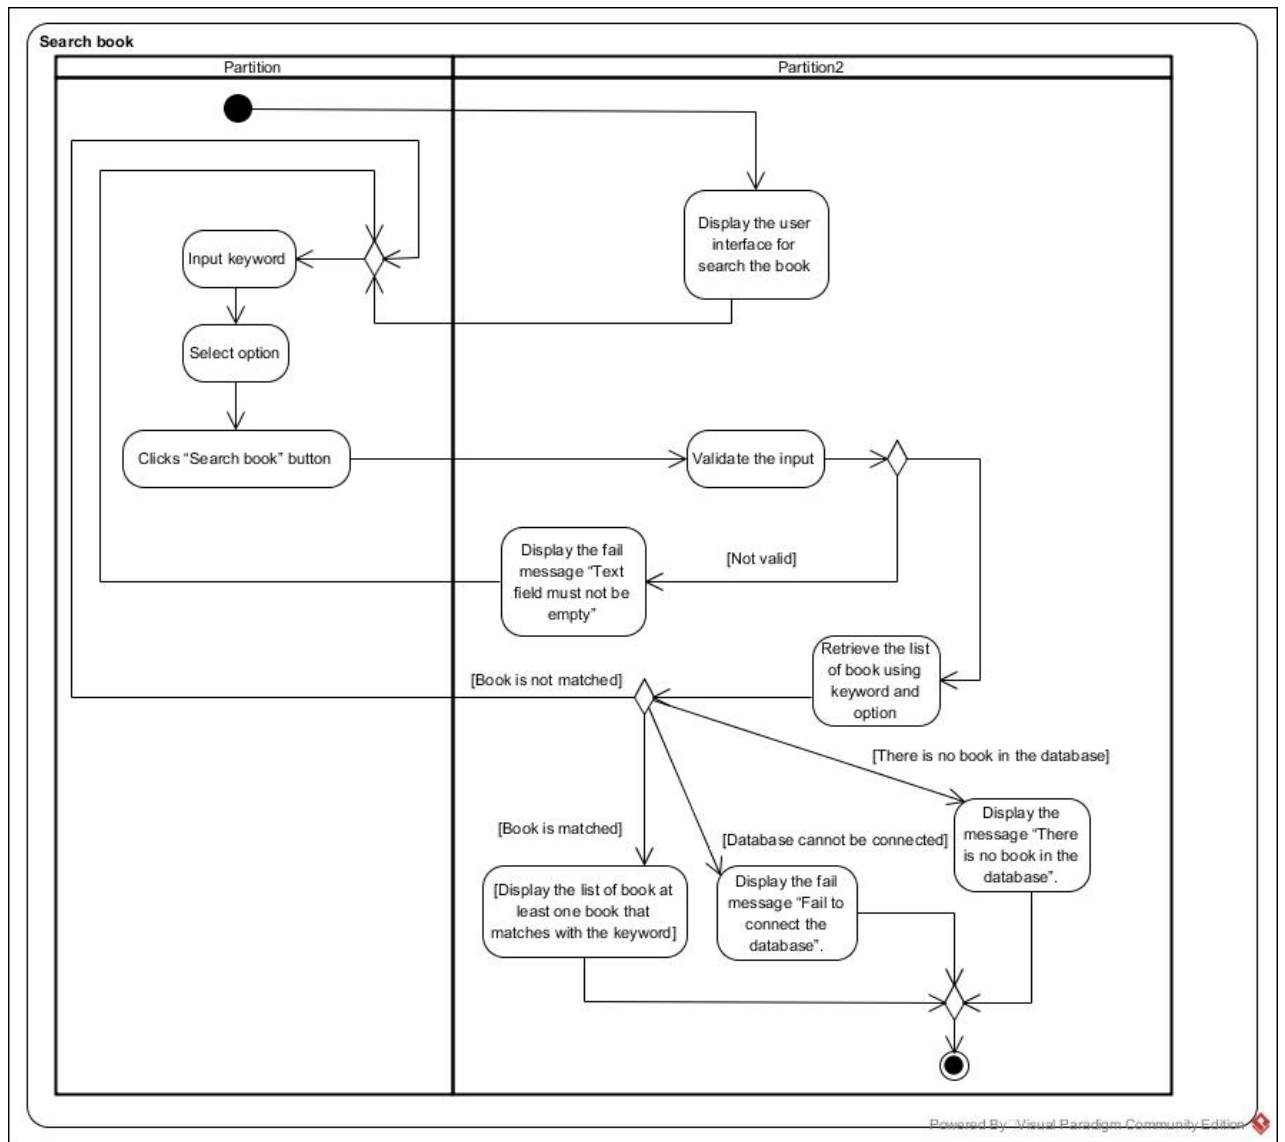 Search book
Partition
Partition2
Display the user
interface for
search the book
Input keyword
Select option
Clicks “Search book” button
Validate the input
Display the fail
message “Text
field must not be
empty”
[Not valid]
Retrieve the list
of book using
keyword and
option
[Book is not matched]
[There is no book in the database]
Display the
message “There
is no book in the
database”.
[Book is matched]
[Database cannot be connected]
[Display the list of book at
least one book that
matches with the keyword]
Display the fail
message “Fail to
connect the
database”.
Powered By Visual Paradigm Community Edition